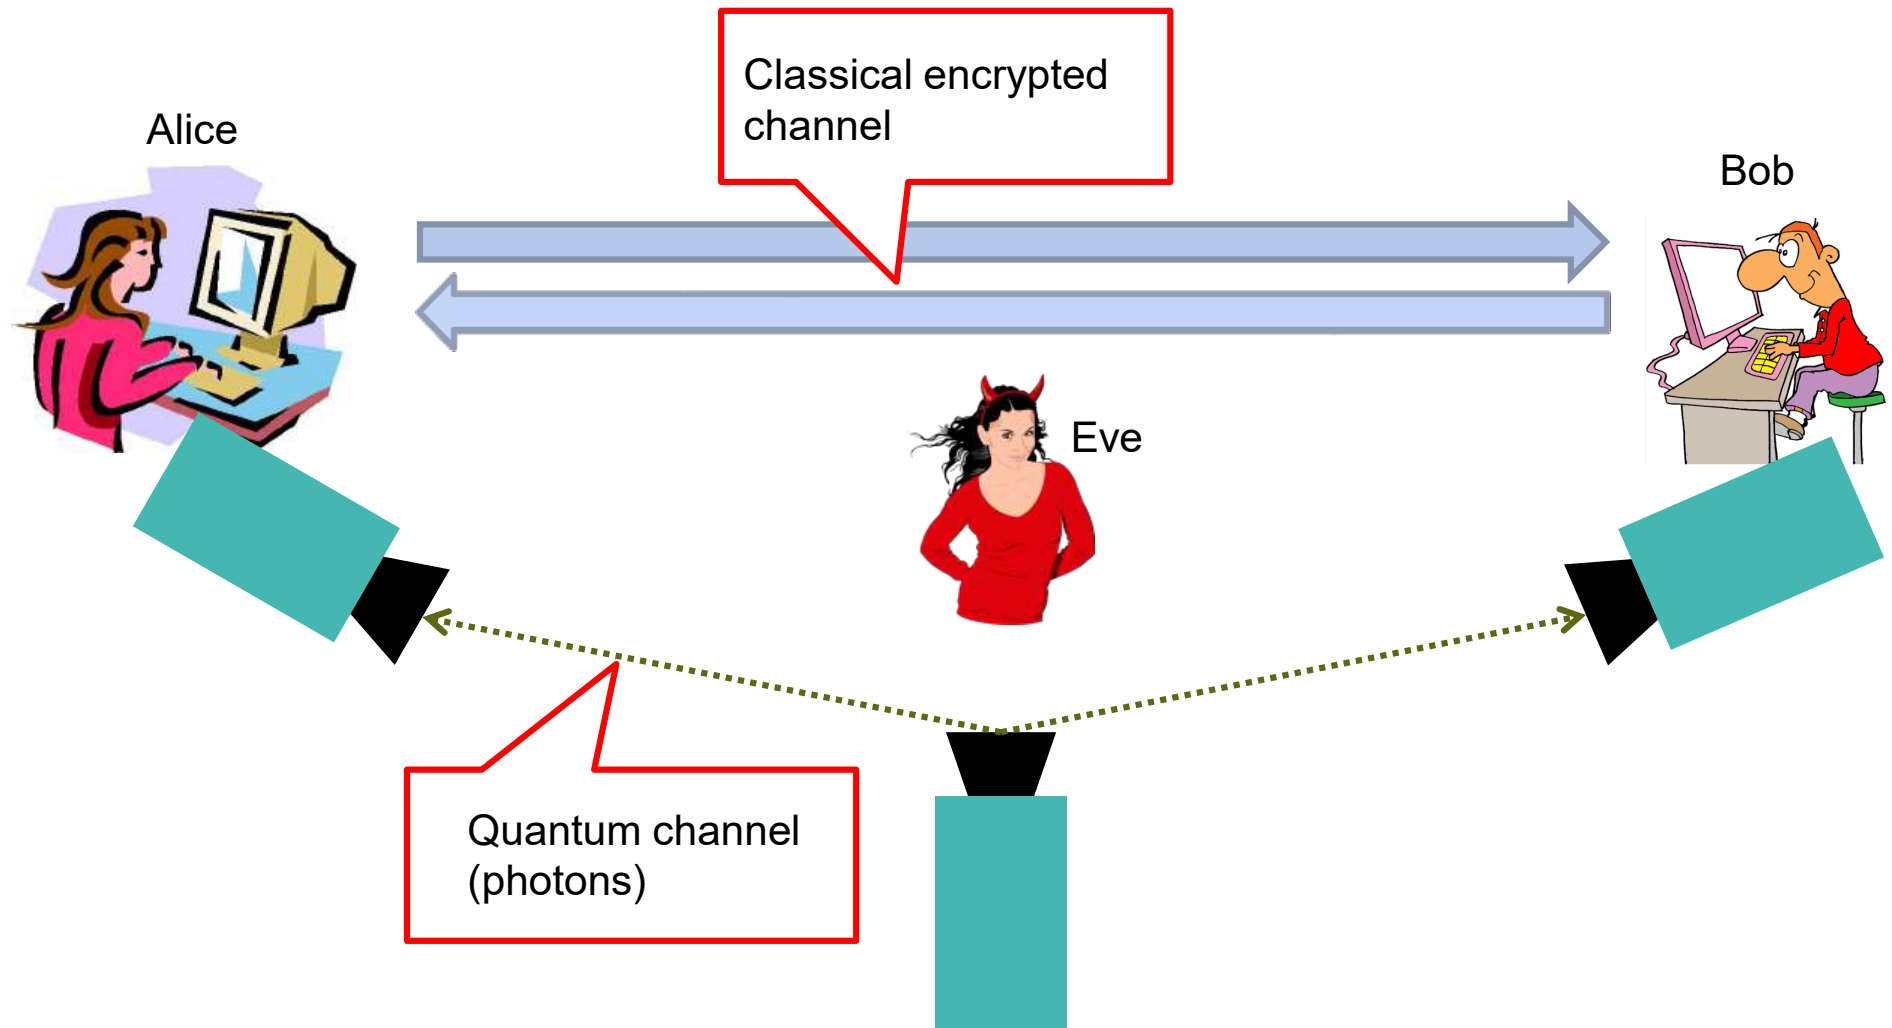 Classical encrypted
channel
Alice
Bob
Eve
Quantum channel
(photons)